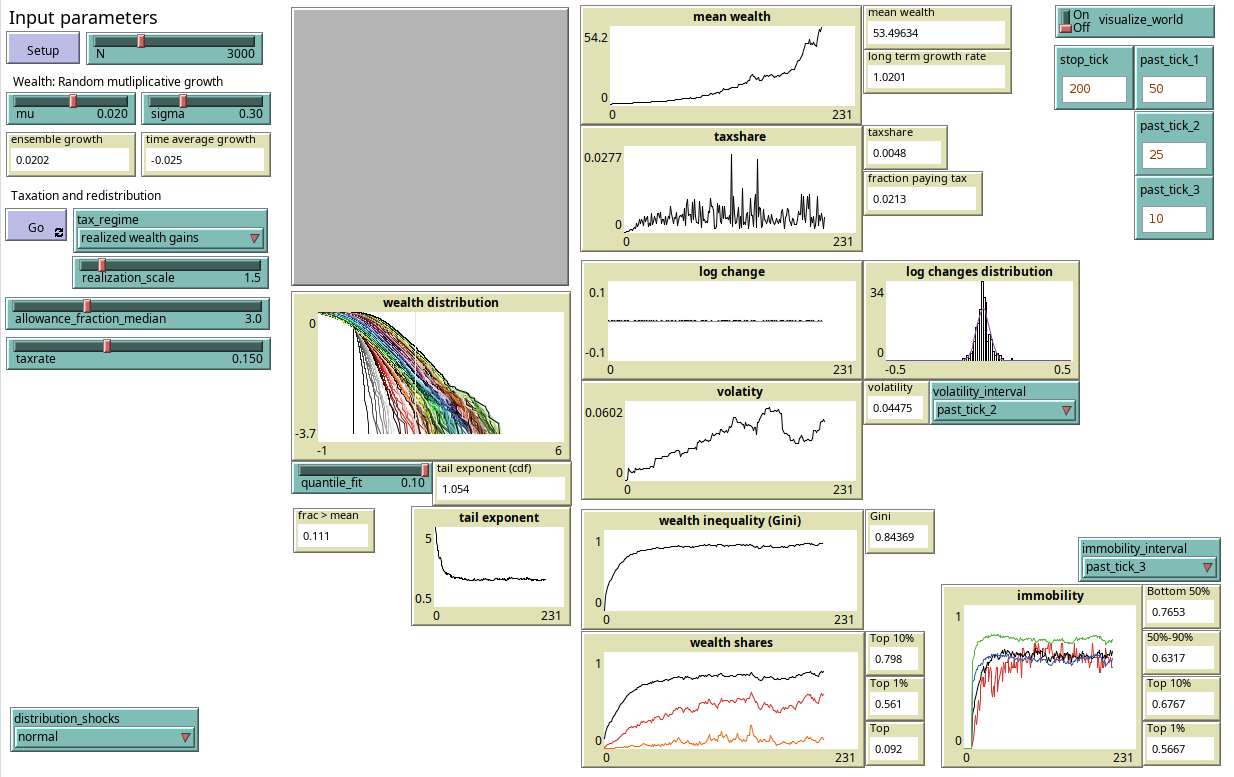 Input parameters
Setup
N 3000
Wealth: Random mutliplicative growth
mu 0.020
sigma 0.30
ensemble growth
0.0202
time average growth
-0.025
Taxation and redistribution
Go
tax_regime
realized wealth gains
realization_scale 1.5
allowance_fraction_median 3.0
taxrate 0.150
distribution_shocks
normal
wealth distribution
0
-3.7
-1 6
quantile_fit 0.10
tail exponent (cdf)
1.054
frac > mean
0.111
tail exponent
5
0.5
0 231
mean wealth
54.2
0
0 231
mean wealth
53.49634
long term growth rate
1.0201
taxshare
0.0277
0
0 231
taxshare
0.0048
fraction paying tax
0.0213
log change
0.1
-0.1
0 231
log changes distribution
34
0
-0.5 0.5
volatity
0.0602
0
0 231
volatility
0.04475
volatility_interval
past_tick_2
wealth inequality (Gini)
1
0
0 231
Gini
0.84369
wealth shares
1
0
0 231
Top 10%
0.798
Top 1%
0.561
Top
0.092
On
Off
visualize_world
stop_tick
200
past_tick_1
50
past_tick_2
25
past_tick_3
10
immobility_interval
past_tick_3
immobility
1
0
0 231
Bottom 50%
0.7653
50%-90%
0.6317
Top 10%
0.6767
Top 1%
0.5667